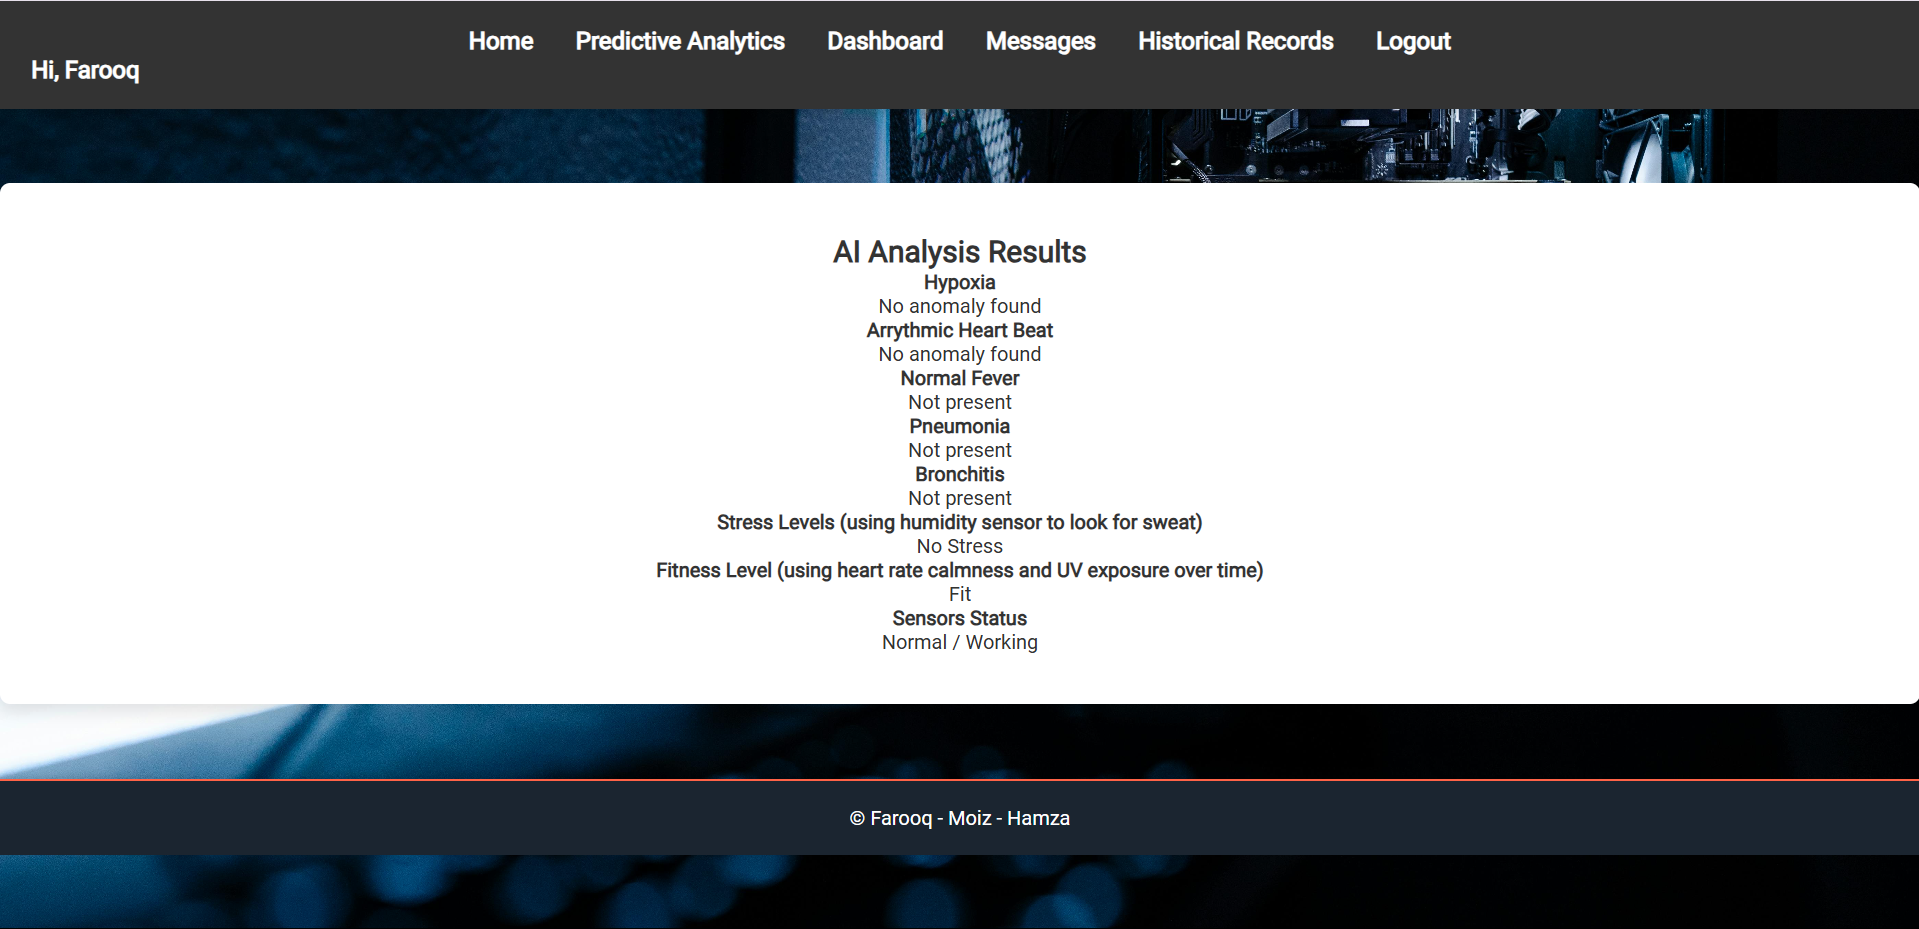 Home Predictive Analytics Dashboard Messages Historical Records Logout
Hi, Farooq
AI Analysis Results
Hypoxia
No anomaly found
Arrythmic Heart Beat
No anomaly found
Normal Fever
Not present
Pneumonia
Not present
Bronchitis
Not present
Stress Levels (using humidity sensor to look for sweat)
No Stress
Fitness Level (using heart rate calmness and UV exposure over time)
Fit
Sensors Status
Normal / Working
© Farooq - Moiz - Hamza